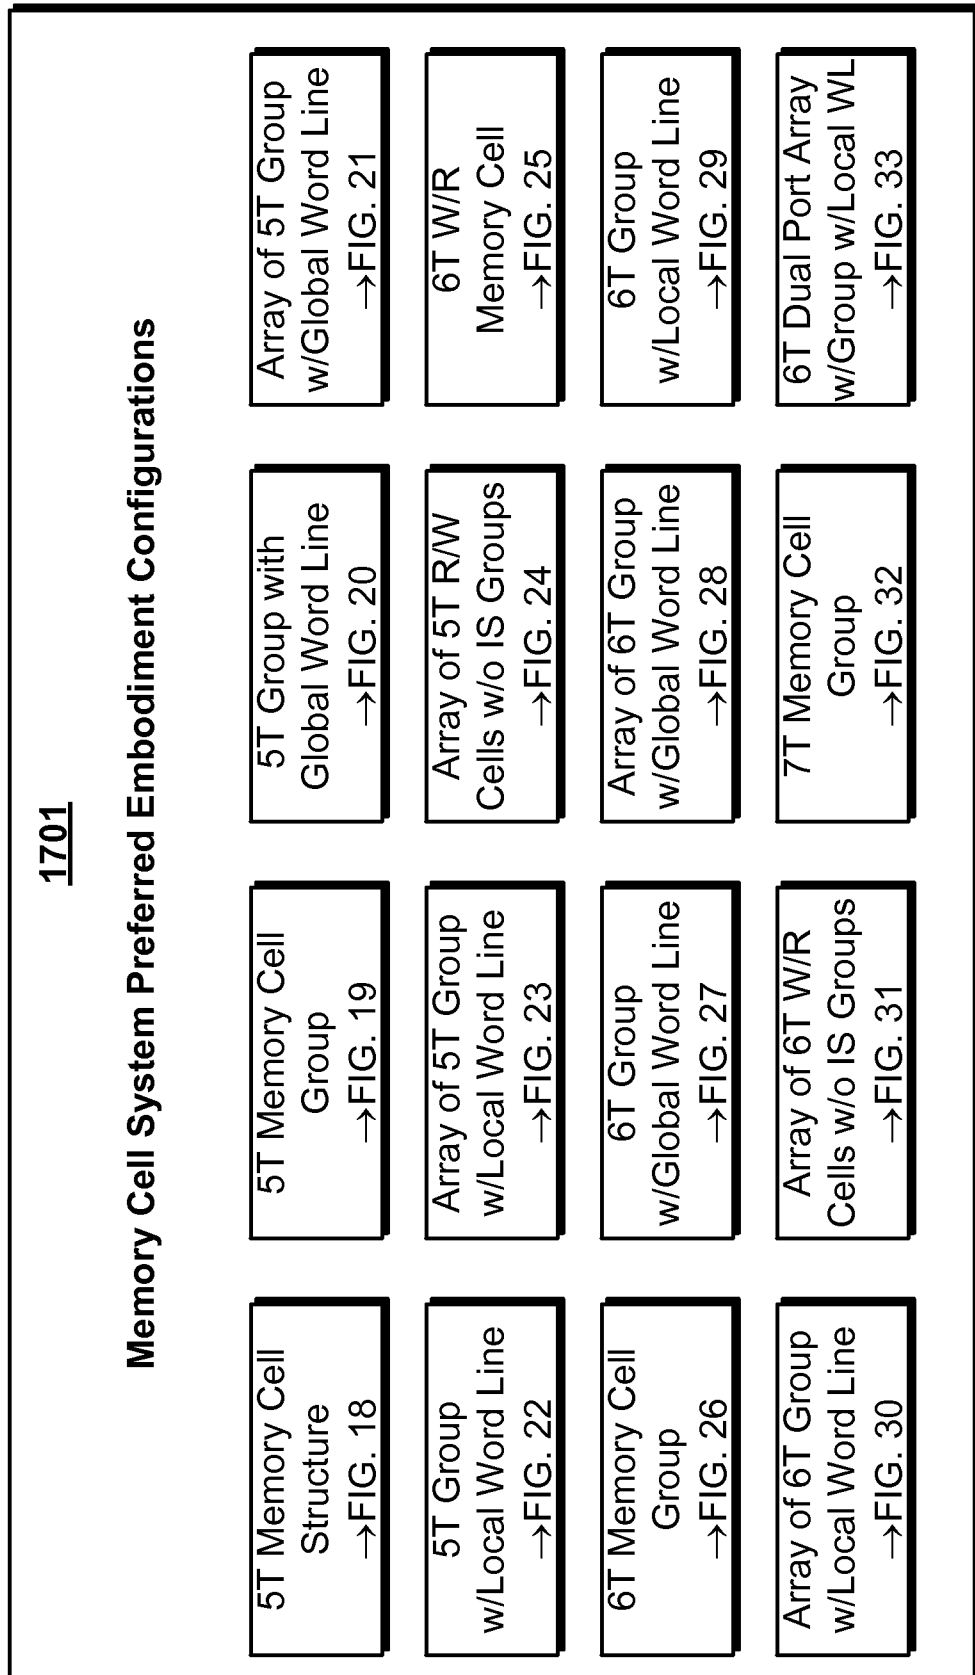 1701
Memory Cell System Preferred Embodiment Configurations
5T Memory Cell
Structure
→FIG. 18
5T Memory Cell
Group
→FIG. 19
5T Group with
Global Word Line
→FIG. 20
Array of 5T Group
w/Global Word Line
→FIG. 21
5T Group
w/Local Word Line
→FIG. 22
Array of 5T Group
w/Local Word Line
→FIG. 23
Array of 5T R/W
Cells w/o IS Groups
→FIG. 24
6T W/R
Memory Cell
→FIG. 25
6T Memory Cell
Group
→FIG. 26
6T Group
w/Global Word Line
→FIG. 27
Array of 6T Group
w/Global Word Line
→FIG. 28
6T Group
w/Local Word Line
→FIG. 29
Array of 6T Group
w/Local Word Line
→FIG. 30
Array of 6T W/R
Cells w/o IS Groups
→FIG. 31
7T Memory Cell
Group
→FIG. 32
6T Dual Port Array
w/Group w/Local WL
→FIG. 33